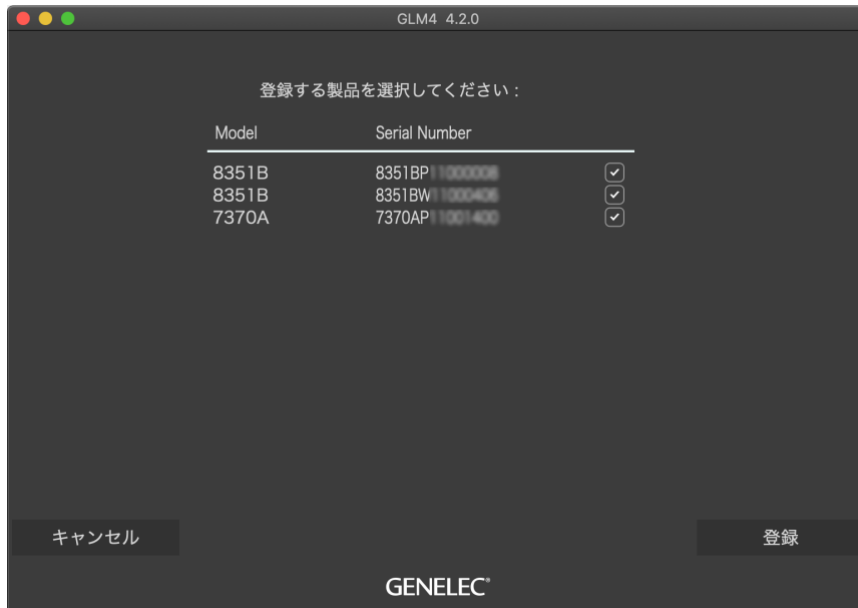 GLM4 4.2.0
登録する製品を選択してください :
Model Serial Number
8351B 8351BP
8351B 8351BW
7370A 7370AP
キャンセル 登録
GENELEC®